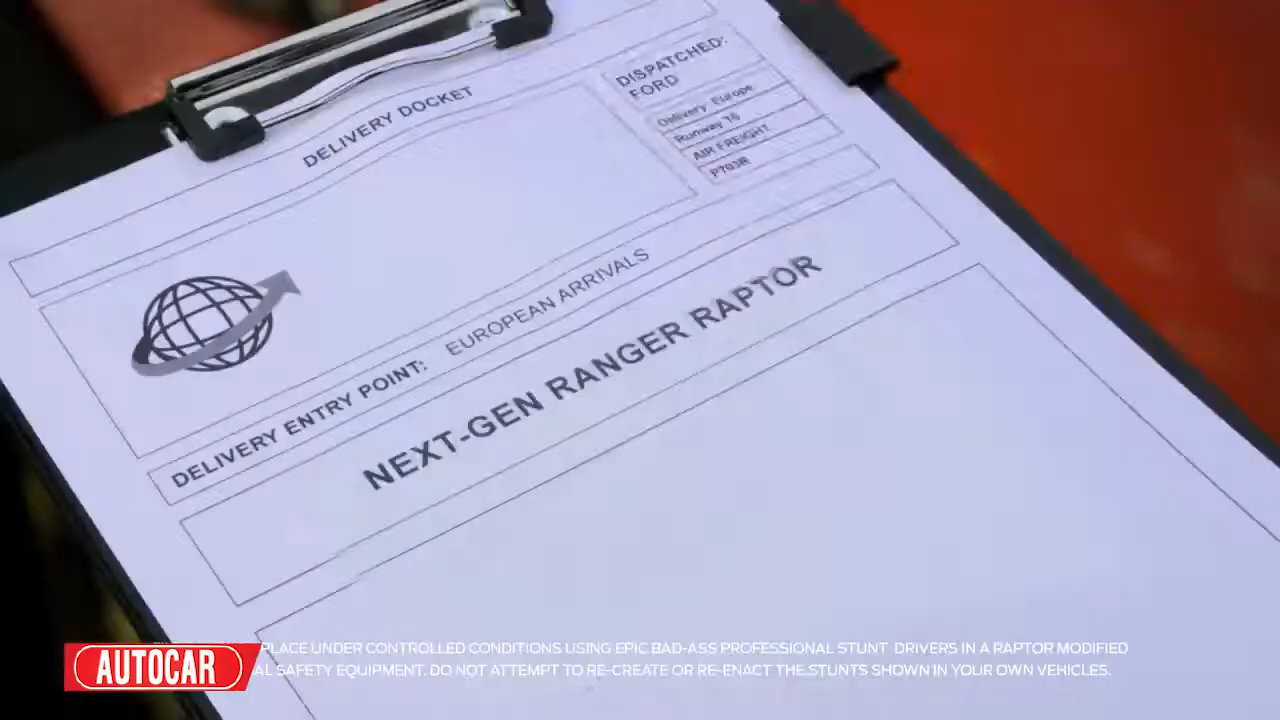 DELIVERY DOCKET
DISPATCHED:
FORD
Delivery Europe
Runway 10
AIR FREIGHT
P703R
DELIVERY ENTRY POINT: EUROPEAN ARRIVALS
NEXT-GEN RANGER RAPTOR
PLACE UNDER CONTROLLED CONDITIONS USING EPIC BAD-ASS PROFESSIONAL STUNT DRIVERS IN A RAPTOR MODIFIED
AL SAFETY EQUIPMENT. DO NOT ATTEMPT TO RE-CREATE OR RE-ENACT THE STUNTS SHOWN IN YOUR OWN VEHICLES.
AUTOCAR